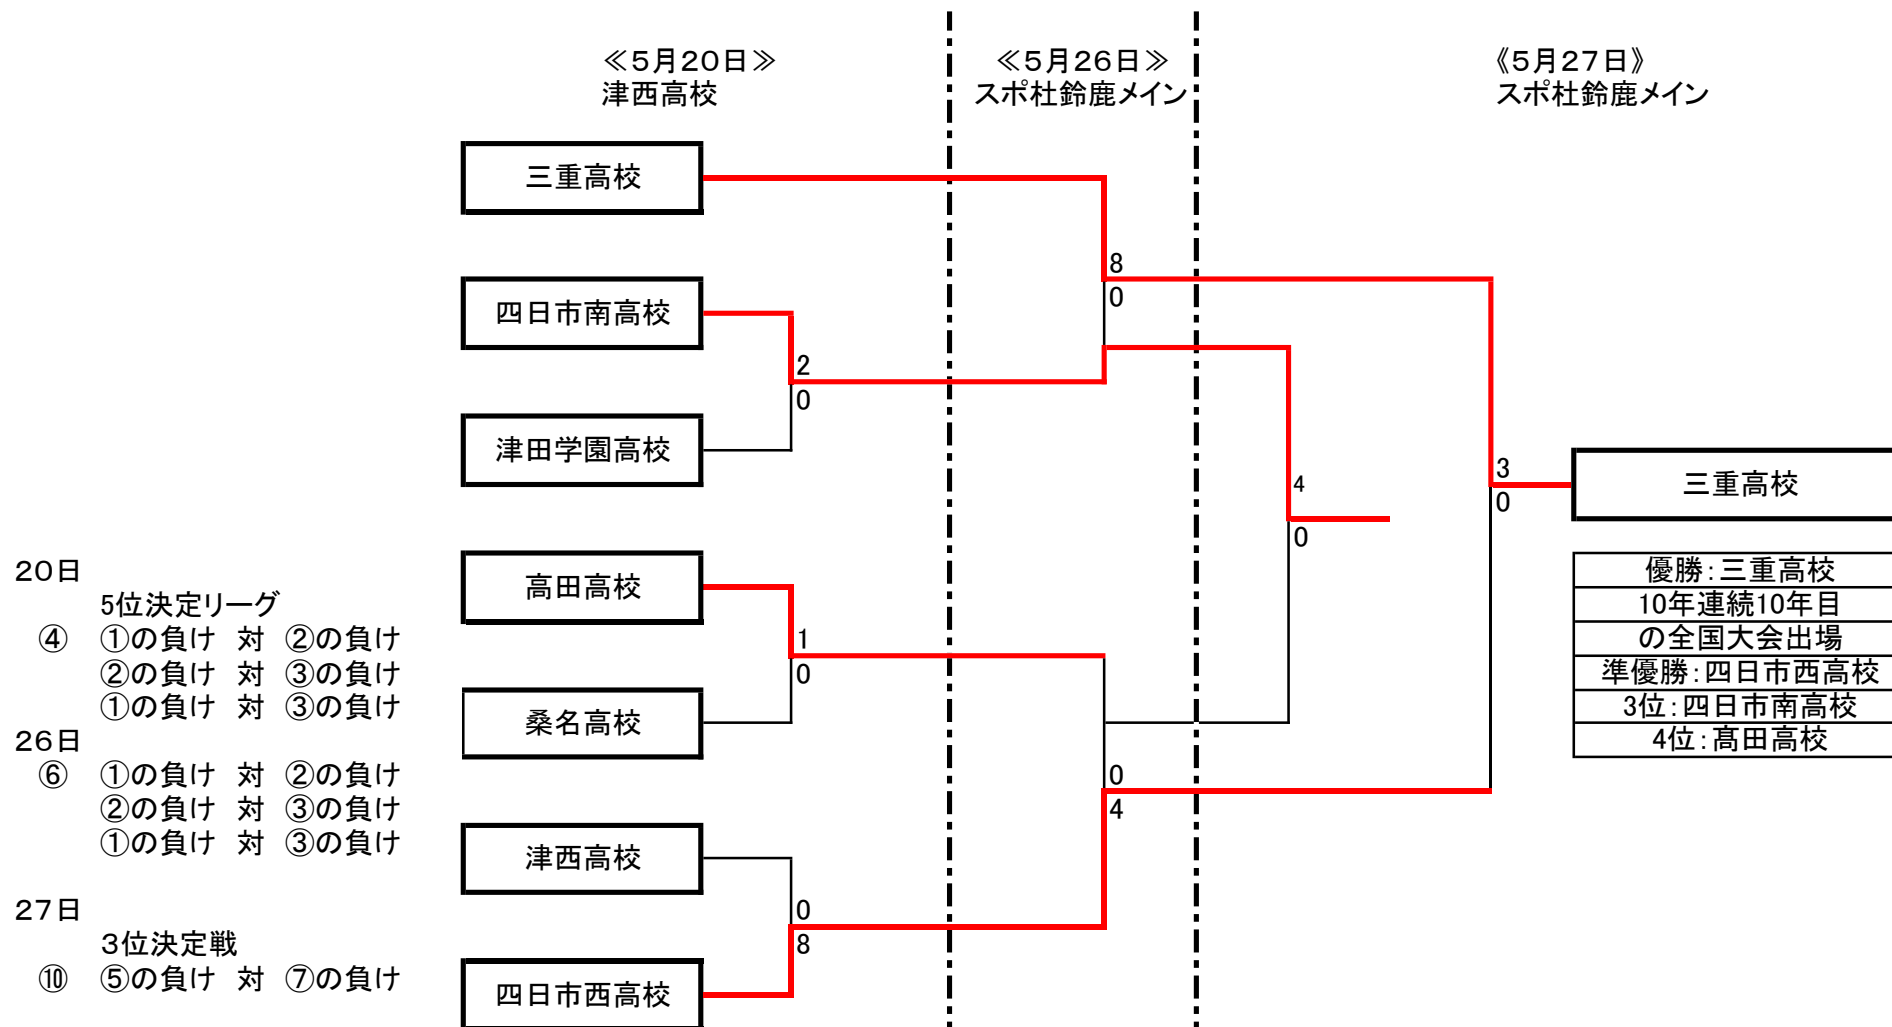 ≪5月20日≫
津西高校
≪5月26日≫
スポ杜鈴鹿メイン
《5月27日》
スポ杜鈴鹿メイン
三重高校
四日市南高校
津田学園高校
高田高校
桑名高校
津西高校
四日市西高校
2
0
1
0
0
8
8
0
0
4
4
0
3
0
三重高校
優勝:三重高校
10年連続10年目
の全国大会出場
準優勝:四日市西高校
3位:四日市南高校
4位:髙田高校
20日
5位決定リーグ
④ ①の負け 対 ②の負け
②の負け 対 ③の負け
①の負け 対 ③の負け
26日
⑥ ①の負け 対 ②の負け
②の負け 対 ③の負け
①の負け 対 ③の負け
27日
3位決定戦
⑩ ⑤の負け 対 ⑦の負け